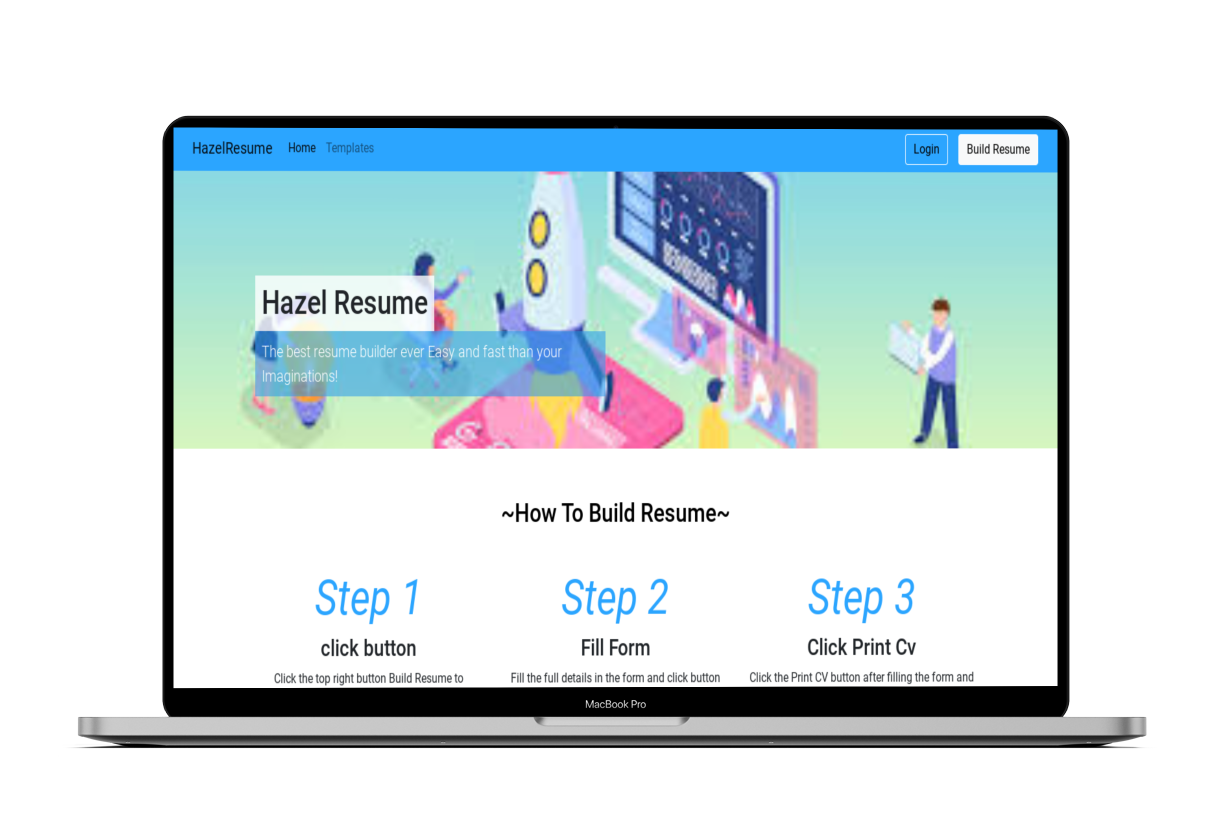 HazelResume Home Templates Login Build Resume
Hazel Resume
The best resume builder ever Easy and fast than your
Imaginations!
~How To Build Resume~
Step 1 Step 2 Step 3
click button Fill Form Click Print Cv
Click the top right button Build Resume to Fill the full details in the form and click button Click the Print CV button after filling the form and
MacBook Pro